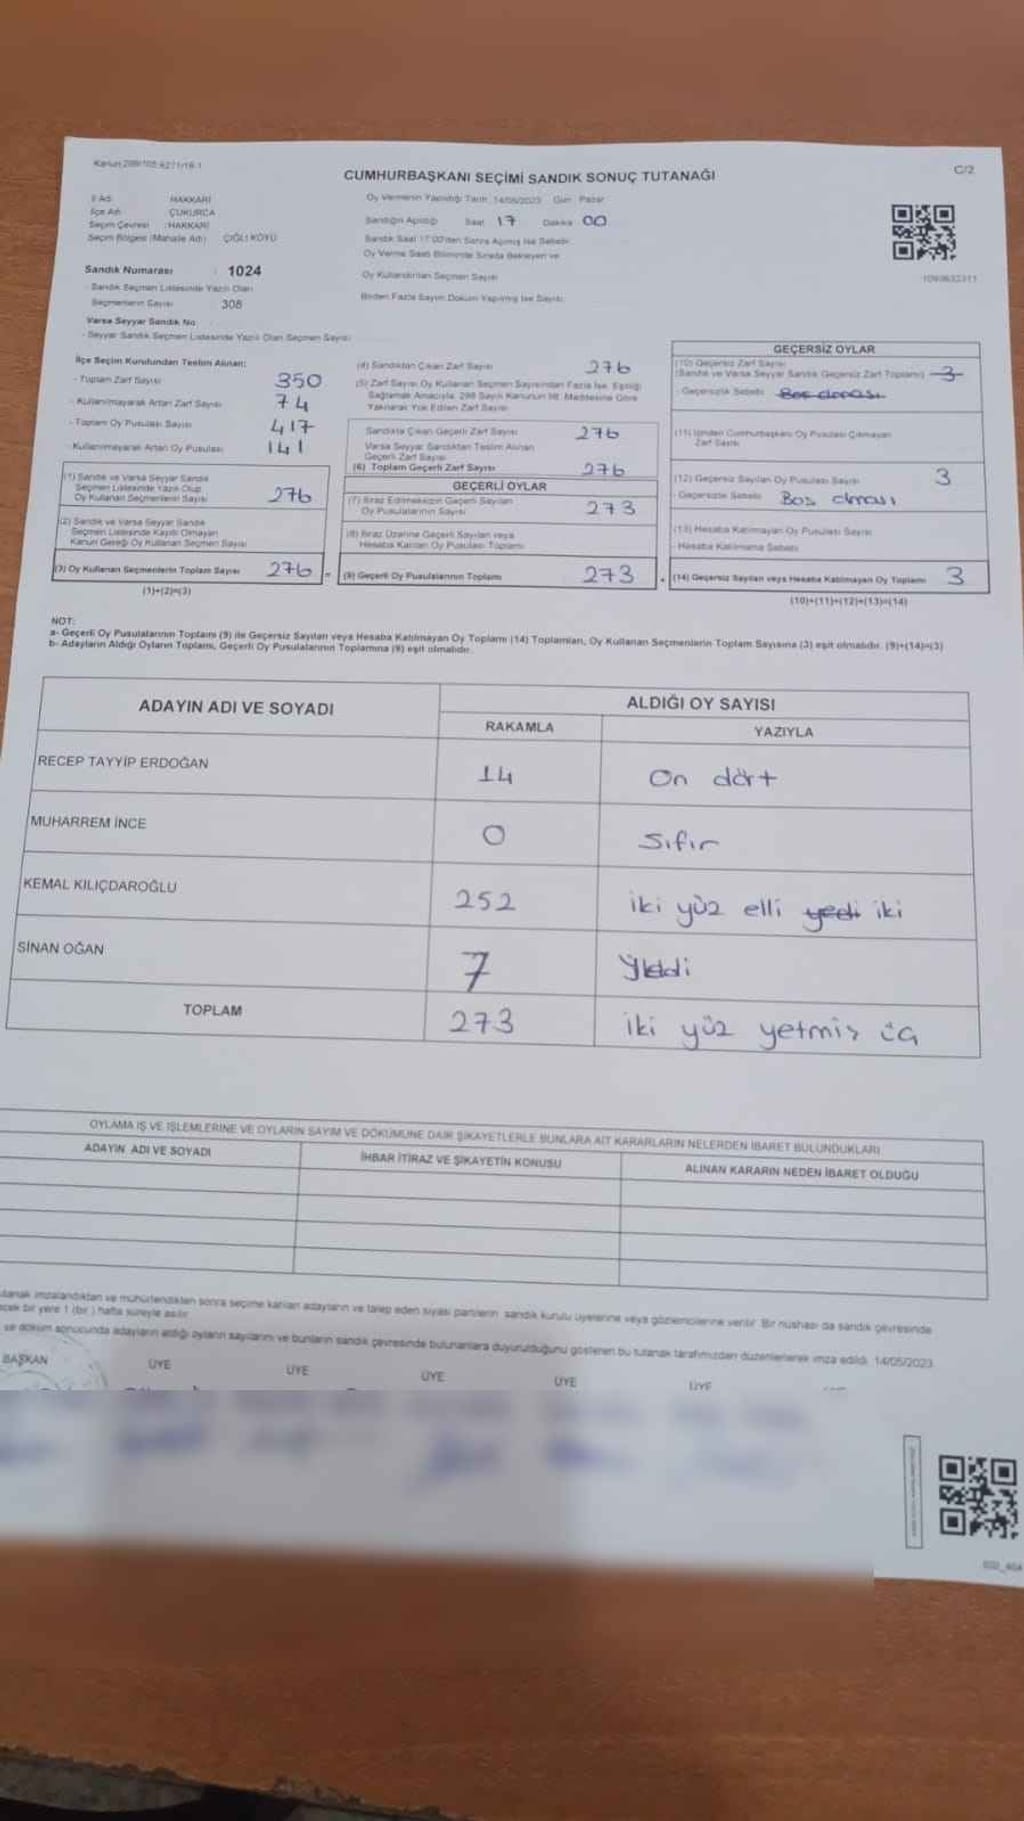 Kanun:298/105,6271/16-1
CUMHURBAŞKANI SEÇİMİ SANDIK SONUÇ TUTANAĞI
C/2
İl Adı HAKKARİ
İlçe Adı ÇUKURCA
Seçim Çevresi :HAKKARİ
Seçim Bölgesi (Mahalle Adı) ÇIĞLI KÖYÜ
Oy Vermenin Yapıldığı Tarih 14/05/2023 Gün Pazar
Sandığın Açıldığı Saat 17 Dakika 00
Sandık Saat 17:00'den Sonra Açılmış İse Sebebi
Oy Verme Saati Bitiminde Sırada Bekleyen ve
Oy Kullandırılan Seçmen Sayısı
Birden Fazla Sayım Döküm Yapılmış İse Sayısı
Sandık Numarası : 1024
- Sandık Seçmen Listesinde Yazılı Olan
Seçmenlerin Sayısı 308
Varsa Seyyar Sandık No
- Seyyar Sandık Seçmen Listesinde Yazılı Olan Seçmen Sayısı
İlçe Seçim Kurulundan Teslim Alınan:
- Toplam Zarf Sayısı 350
- Kullanılmayarak Artan Zarf Sayısı 74
- Toplam Oy Pusulası Sayısı 417
Kullanılmayarak Artan Oy Pusulası 141
(1) Sandık ve Varsa Seyyar Sandık
Seçmen Listesinde Yazılı Olup
Oy Kullanan Seçmenlerin Sayısı 276
(2) Sandık ve Varsa Seyyar Sandık
Seçmen Listesinde Kayıtlı Olmayan
Kanun Gereği Oy Kullanan Seçmen Sayısı
(3) Oy Kullanan Seçmenlerin Toplam Sayısı 276 =
(1)+(2)=(3)
(4) Sandıktan Çıkan Zarf Sayısı 276
(5) Zarf Sayısı Oy Kullanan Seçmen Sayısından Fazla İse, Eşitliği
Sağlamak Amacıyla, 298 Sayılı Kanunun 98. Maddesine Göre
Yakılarak Yok Edilen Zarf Sayısı
Sandıkta Çıkan Geçerli Zarf Sayısı 276
Varsa Seyyar Sandıktan Teslim Alınan
Geçerli Zarf Sayısı
(6) Toplam Geçerli Zarf Sayısı 276
GEÇERLİ OYLAR
(7) İtiraz Edilmeksizin Geçerli Sayılan
Oy Pusulalarının Sayısı 273
(8) İtiraz Üzerine Geçerli Sayılan veya
Hesaba Katılan Oy Pusulası Toplamı
(9) Geçerli Oy Pusulalarının Toplamı 273
GEÇERSİZ OYLAR
(10) Geçersiz Zarf Sayısı
(Sandık ve Varsa Seyyar Sandık Geçersiz Zarf Toplamı) 3
- Geçersizlik Sebebi Boş olması
(11) İçinden Cumhurbaşkanı Oy Pusulası Çıkmayan
Zarf Sayısı
(12) Geçersiz Sayılan Oy Pusulası Sayısı 3
- Geçersizlik Sebebi Boş olması
(13) Hesaba Katılmayan Oy Pusulası Sayısı
- Hesaba Katılmama Sebebi
(14) Geçersiz Sayılan veya Hesaba Katılmayan Oy Toplamı 3
(10)+(11)+(12)+(13)=(14)
NOT:
a- Geçerli Oy Pusulalarının Toplamı (9) ile Geçersiz Sayılan veya Hesaba Katılmayan Oy Toplamı (14) Toplamları, Oy Kullanan Seçmenlerin Toplam Sayısına (3) eşit olmalıdır. (9)+(14)=(3)
b- Adayların Aldığı Oyların Toplamı, Geçerli Oy Pusulalarının Toplamına (9) eşit olmalıdır.
ADAYIN ADI VE SOYADI
ALDIĞI OY SAYISI
RAKAMLA YAZIYLA
RECEP TAYYİP ERDOĞAN 14 On dört
MUHARREM İNCE 0 Sıfır
KEMAL KILIÇDAROĞLU 252 iki yüz elli yedi iki
SİNAN OĞAN 7
TOPLAM 273 iki yüz yetmiş üç
OYLAMA İŞ VE İŞLEMLERİNE VE OYLARIN SAYIM VE DÖKÜMÜNE DAİR ŞİKAYETLERLE BUNLARA AİT KARARLARIN NELERDEN İBARET BULUNDUKLARI
ADAYIN ADI VE SOYADI İHBAR İTİRAZ VE ŞİKAYETİN KONUSU ALINAN KARARIN NEDEN İBARET OLDUĞU
imzalandıktan ve mühürlendikten sonra seçime katılan adayların ve talep eden siyasi partilerin sandık kurulu üyelerine veya gözlemcilerine verilir. Bir nüshası da sandık çevresinde
bir yere 1 (bir) hafta süreyle asılır.
ve döküm sonucunda adayların aldığı oyların sayılarını ve bunların sandık çevresinde bulunanlara duyurulduğunu gösteren bu tutanak tarafımızdan düzenlenerek imza edildi. 14/05/2023
BAŞKAN ÜYE ÜYE ÜYE ÜYE ÜYE